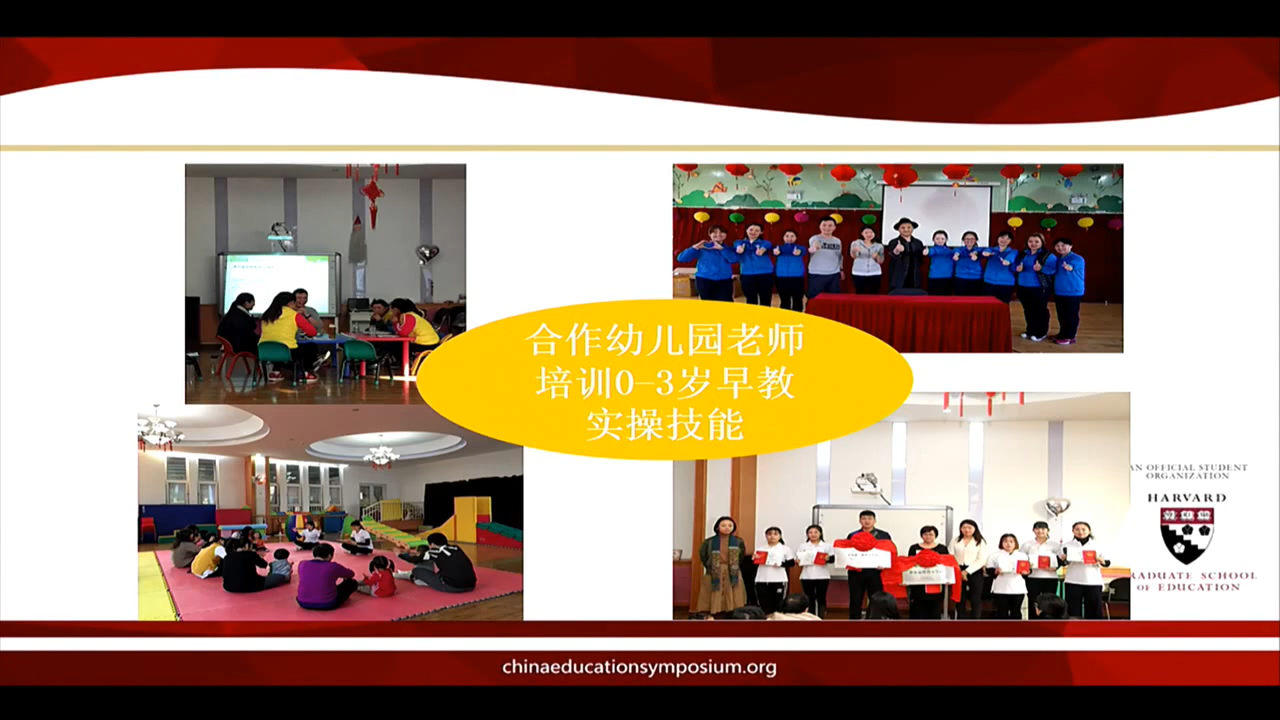 合作幼儿园老师
培训0-3岁早教
实操技能
AN OFFICIAL STUDENT
ORGANIZATION
HARVARD
GRADUATE SCHOOL
OF EDUCATION
chinaeducationsymposium.org